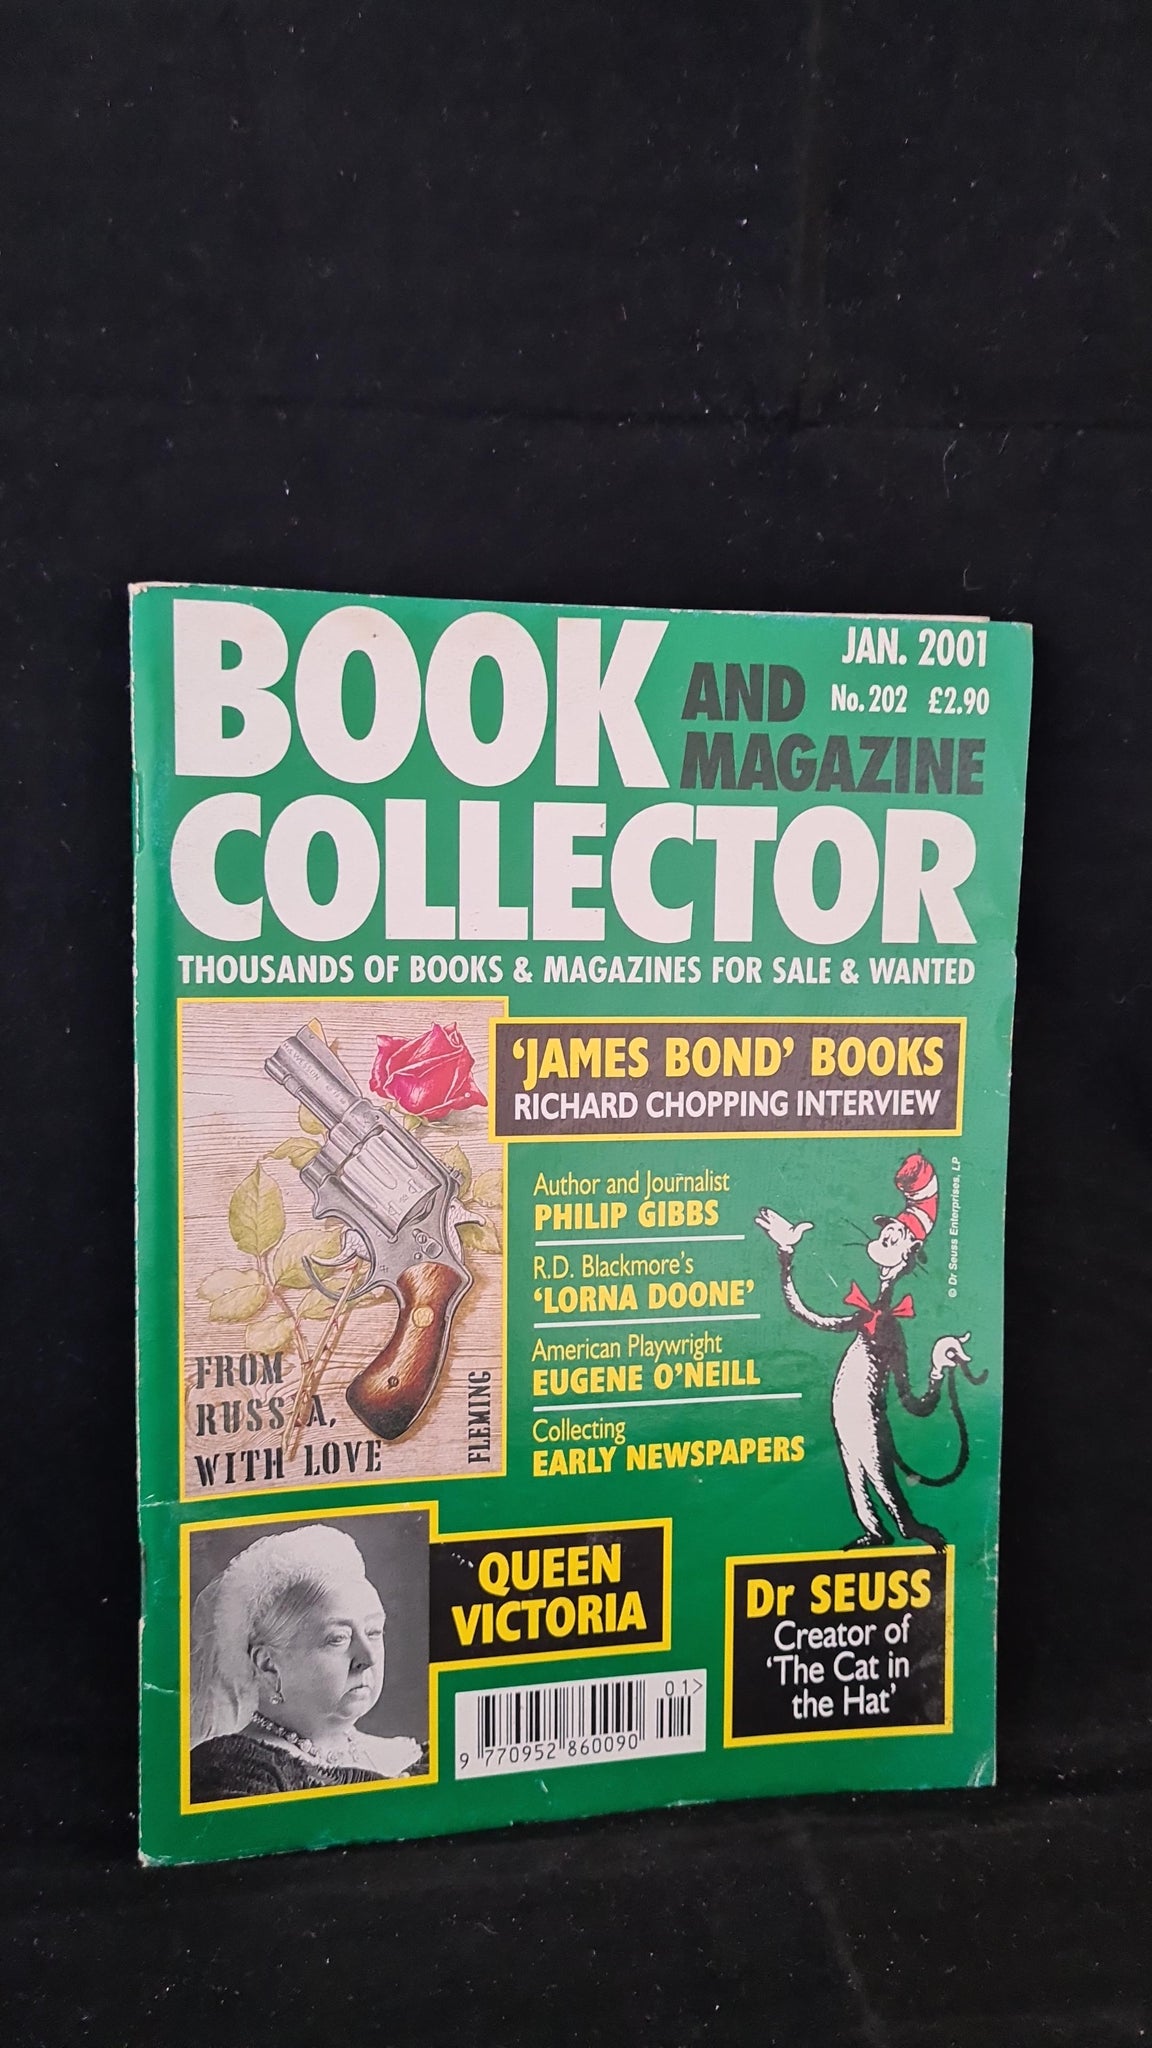 BOOK AND MAGAZINE
COLLECTOR
JAN. 2001
No. 202 £2.90
THOUSANDS OF BOOKS & MAGAZINES FOR SALE & WANTED
'JAMES BOND' BOOKS
RICHARD CHOPPING INTERVIEW
FROM
RUSSIA,
WITH LOVE
FLEMING
Author and Journalist
PHILIP GIBBS
R.D. Blackmore's
'LORNA DOONE'
American Playwright
EUGENE O'NEILL
Collecting
EARLY NEWSPAPERS
© Dr Seuss Enterprises, LP
QUEEN
VICTORIA
Dr SEUSS
Creator of
'The Cat in
the Hat'
01>
9 770952 860090